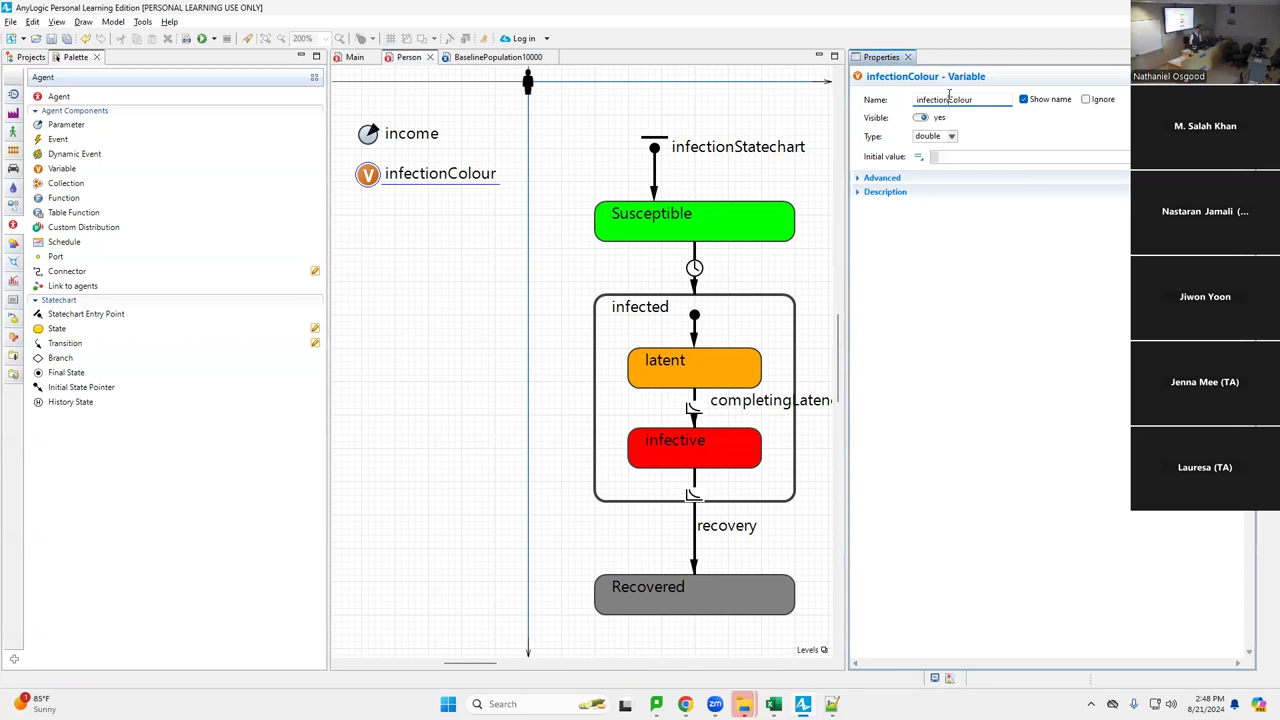 AnyLogic Personal Learning Edition [PERSONAL LEARNING USE ONLY]
File Edit View Draw Model Tools Help
200%
Log in
Projects
Palette
Main
Person
BaselinePopulation10000
Properties
Agent
Agent
Agent Components
Parameter
Event
Dynamic Event
Variable
Collection
Function
Table Function
Custom Distribution
Schedule
Port
Connector
Link to agents
Statechart
Statechart Entry Point
State
Transition
Branch
Final State
Initial State Pointer
History State
income
V
infectionColour
infectionStatechart
Susceptible
infected
latent
completingLaten
infective
recovery
Recovered
Levels
infectionColour - Variable
Name: infectionColour Show name Ignore
Visible: yes
Type: double
Initial value:
Advanced
Description
Nathaniel Osgood
M. Salah Khan
Nastaran Jamali (...
Jiwon Yoon
Jenna Mee (TA)
Lauresa (TA)
85°F
Sunny
Search
zm
2:48 PM
8/21/2024